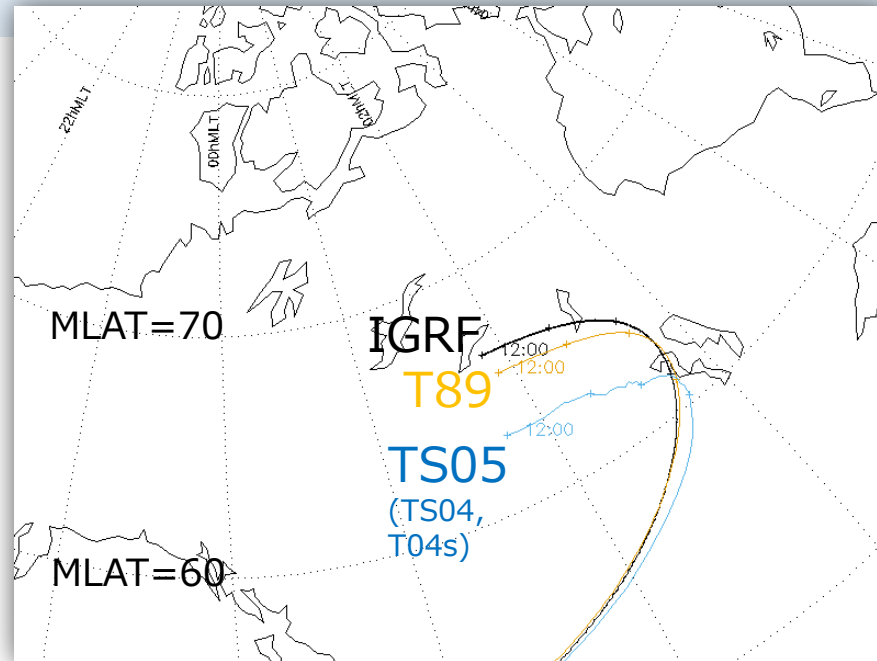 22hMLT
00hMLT
02hMLT
MLAT=70
IGRF
12:00
T89
12:00
12:00
TS05
(TS04,
T04s)
MLAT=60